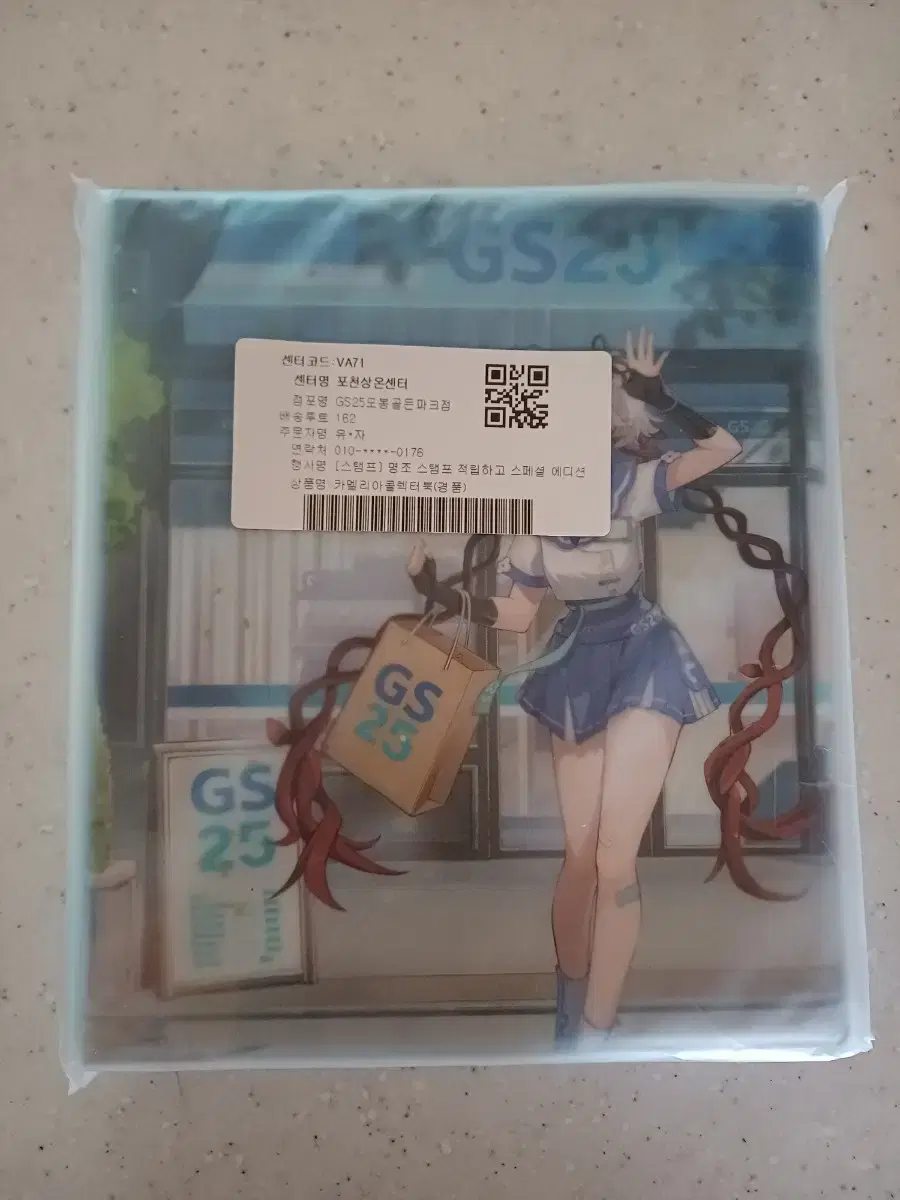 GS25
센터코드:VA71
센터명 포천상온센터
점포명 GS25도봉골든파크점
배송루트 162
주문자명 유*자
연락처 010-****-0178
행사명 [스탬프] 명조 스탬프 적립하고 스페셜 에디션
상품명 카멜리아콜렉터북(경품)
GS
GS25
GS
25
GS
25